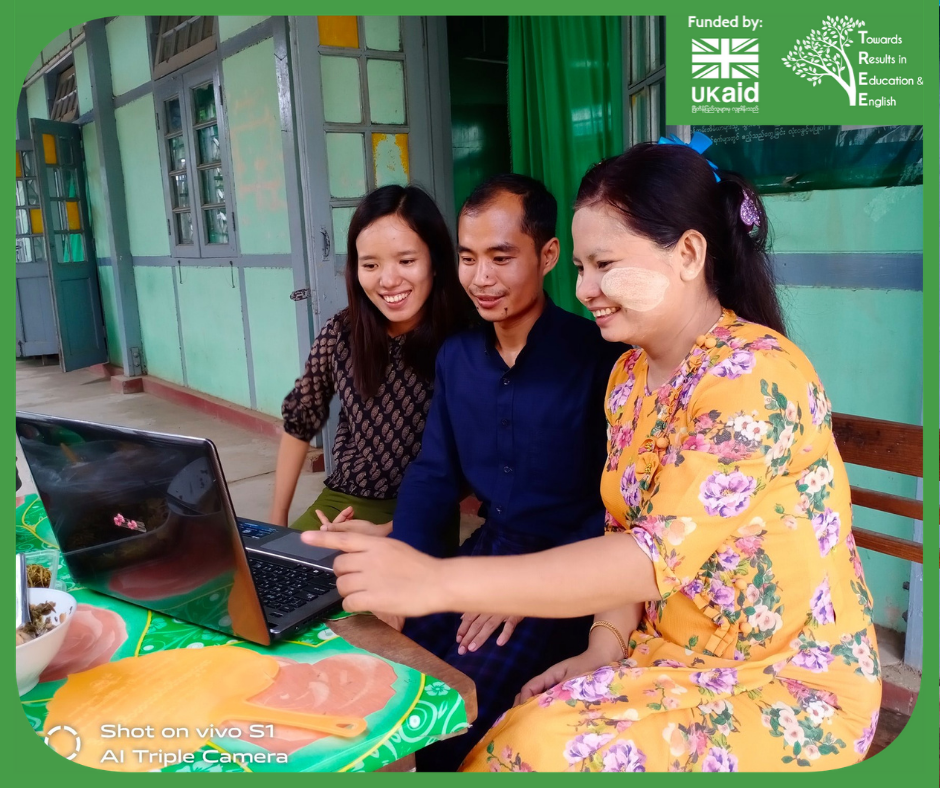 Funded by:
UKaid
Towards
Results in
Education &
English
Shot on vivo S1
AI Triple Camera